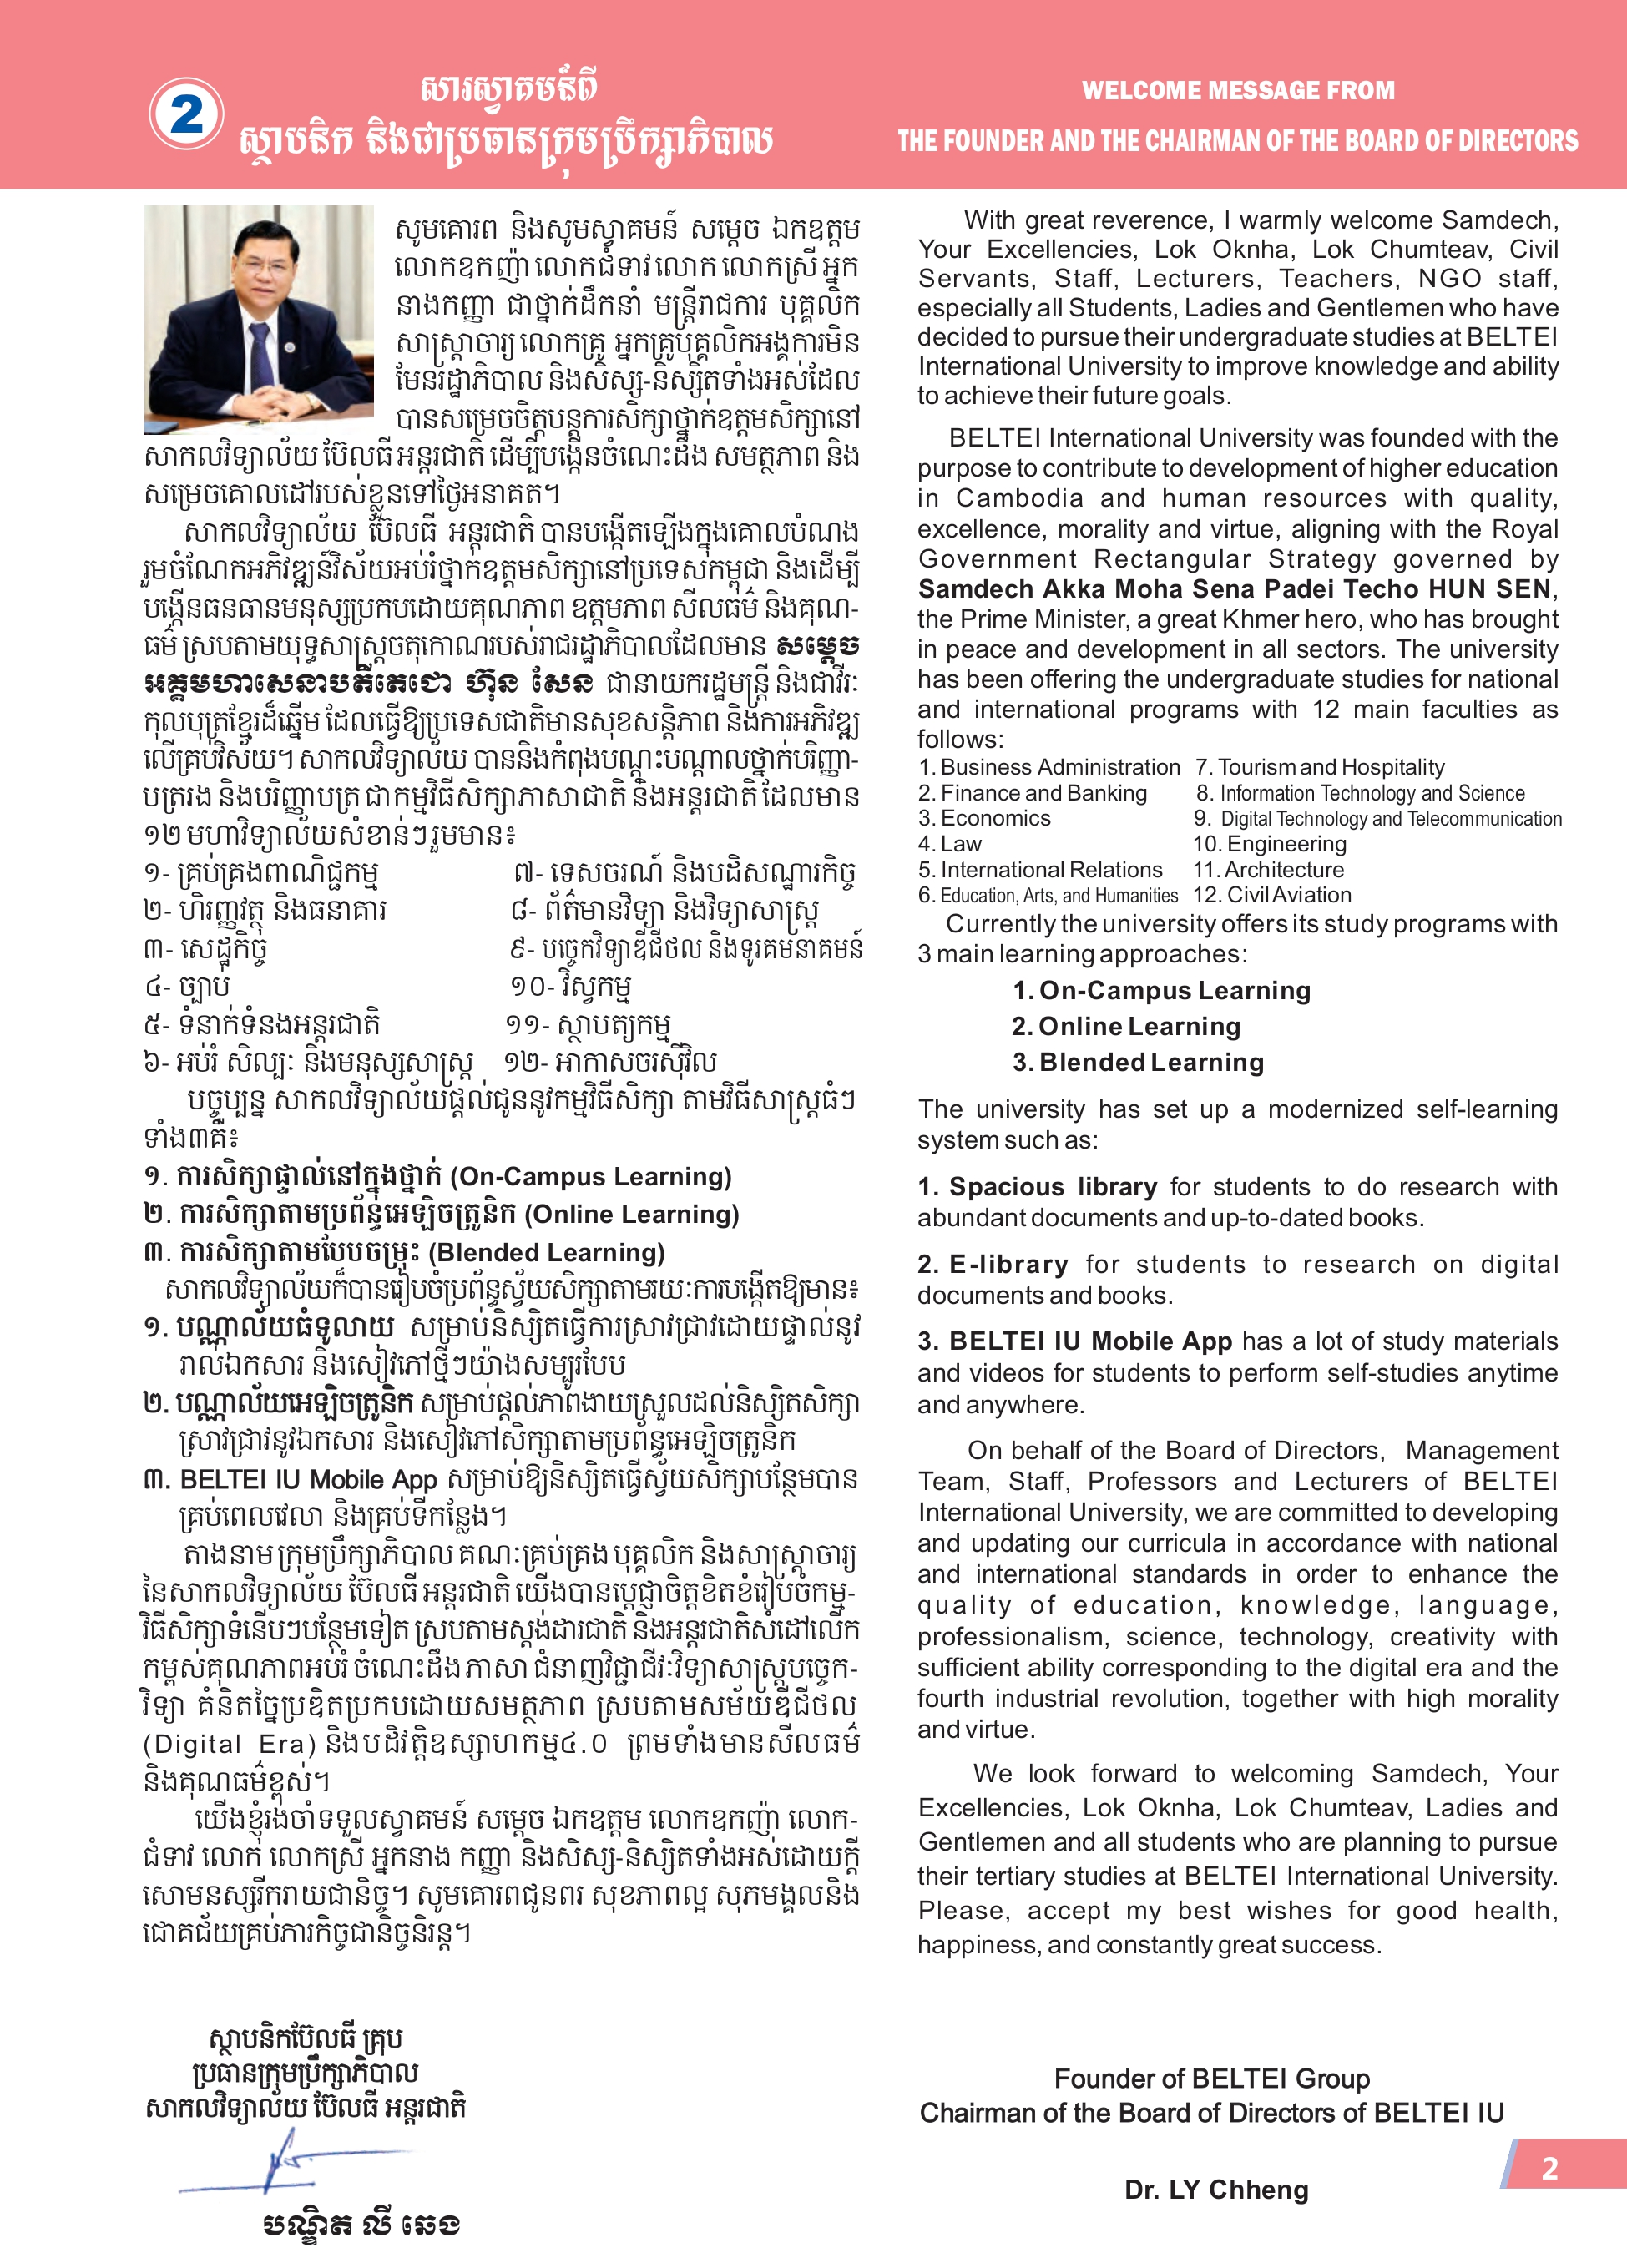 2
សារស្វាគមន៍ពី
ស្ថាបនិក និងជាប្រធានក្រុមប្រឹក្សាភិបាល
WELCOME MESSAGE FROM
THE FOUNDER AND THE CHAIRMAN OF THE BOARD OF DIRECTORS
សូមគោរព និងសូមស្វាគមន៍ សម្តេច ឯកឧត្តម
លោកឧកញ៉ា លោកជំទាវ លោក លោកស្រី អ្នក
នាងកញ្ញា ជាថ្នាក់ដឹកនាំ មន្ត្រីរាជការ បុគ្គលិក
សាស្ត្រាចារ្យ លោកគ្រូ អ្នកគ្រូបុគ្គលិកអង្គការមិន
មែនរដ្ឋាភិបាល និងសិស្ស-និស្សិតទាំងអស់ដែល
បានសម្រេចចិត្តបន្តការសិក្សាថ្នាក់ឧត្តមសិក្សានៅ
សាកលវិទ្យាល័យ ប៊ែលធី អន្តរជាតិ ដើម្បីបង្កើនចំណេះដឹង សមត្ថភាព និង
សម្រេចគោលដៅរបស់ខ្លួនទៅថ្ងៃអនាគត។
សាកលវិទ្យាល័យ ប៊ែលធី អន្តរជាតិ បានបង្កើតឡើងក្នុងគោលបំណង
រួមចំណែកអភិវឌ្ឍន៍វិស័យអប់រំថ្នាក់ឧត្តមសិក្សានៅប្រទេសកម្ពុជា និងដើម្បី
បង្កើនធនធានមនុស្សប្រកបដោយគុណភាព ឧត្តមភាព សីលធម៌ និងគុណ-
ធម៌ ស្របតាមយុទ្ធសាស្ត្រចតុកោណរបស់រាជរដ្ឋាភិបាលដែលមាន សម្តេច
អគ្គមហាសេនាបតីតេជោ ហ៊ុន សែន ជានាយករដ្ឋមន្ត្រី និងជាវីរៈ
កុលបុត្រខ្មែរដ៏ឆ្នើម ដែលធ្វើឱ្យប្រទេសជាតិមានសុខសន្តិភាព និងការអភិវឌ្ឍ
លើគ្រប់វិស័យ។ សាកលវិទ្យាល័យ បាននិងកំពុងបណ្តុះបណ្តាលថ្នាក់បរិញ្ញា-
បត្ររង និងបរិញ្ញាបត្រ ជាកម្មវិធីសិក្សាភាសាជាតិ និងអន្តរជាតិ ដែលមាន
១២ មហាវិទ្យាល័យសំខាន់ៗរួមមាន៖
១- គ្រប់គ្រងពាណិជ្ជកម្ម
៧- ទេសចរណ៍ និងបដិសណ្ឋារកិច្ច
២- ហិរញ្ញវត្ថុ និងធនាគារ
៨- ព័ត៌មានវិទ្យា និងវិទ្យាសាស្ត្រ
៣- សេដ្ឋកិច្ច
៩- បច្ចេកវិទ្យាឌីជីថល និងទូរគមនាគមន៍
៤- ច្បាប់
១០- វិស្វកម្ម
៥- ទំនាក់ទំនងអន្តរជាតិ
១១- ស្ថាបត្យកម្ម
៦- អប់រំ សិល្បៈ និងមនុស្សសាស្ត្រ
១២- អាកាសចរស៊ីវិល
បច្ចុប្បន្ន សាកលវិទ្យាល័យផ្តល់ជូននូវកម្មវិធីសិក្សា តាមវិធីសាស្ត្រធំៗ
ទាំង៣គឺ៖
១. ការសិក្សាផ្ទាល់នៅក្នុងថ្នាក់ (On-Campus Learning)
២. ការសិក្សាតាមប្រព័ន្ធអេឡិចត្រូនិក (Online Learning)
៣. ការសិក្សាតាមបែបចម្រុះ (Blended Learning)
សាកលវិទ្យាល័យក៏បានរៀបចំប្រព័ន្ធស្វ័យសិក្សាតាមរយៈការបង្កើតឱ្យមាន៖
១. បណ្ណាល័យធំទូលាយ សម្រាប់និស្សិតធ្វើការស្រាវជ្រាវដោយផ្ទាល់នូវ
រាល់ឯកសារ និងសៀវភៅថ្មីៗយ៉ាងសម្បូរបែប
២. បណ្ណាល័យអេឡិចត្រូនិក សម្រាប់ផ្តល់ភាពងាយស្រួលដល់និស្សិតសិក្សា
ស្រាវជ្រាវនូវឯកសារ និងសៀវភៅសិក្សាតាមប្រព័ន្ធអេឡិចត្រូនិក
៣. BELTEI IU Mobile App សម្រាប់ឱ្យនិស្សិតធ្វើស្វ័យសិក្សាបន្ថែមបាន
គ្រប់ពេលវេលា និងគ្រប់ទីកន្លែង។
តាងនាម ក្រុមប្រឹក្សាភិបាល គណៈគ្រប់គ្រង បុគ្គលិក និងសាស្ត្រាចារ្យ
នៃសាកលវិទ្យាល័យ ប៊ែលធី អន្តរជាតិ យើងបានប្តេជ្ញាចិត្តខិតខំរៀបចំកម្ម-
វិធីសិក្សាទំនើបៗបន្ថែមទៀត ស្របតាមស្តង់ដារជាតិ និងអន្តរជាតិសំដៅលើក
កម្ពស់គុណភាពអប់រំ ចំណេះដឹង ភាសា ជំនាញវិជ្ជាជីវៈវិទ្យាសាស្ត្របច្ចេក-
វិទ្យា គំនិតច្នៃប្រឌិតប្រកបដោយសមត្ថភាព ស្របតាមសម័យឌីជីថល
(Digital Era) និងបដិវត្តិឧស្សាហកម្ម៤.0 ព្រមទាំងមានសីលធម៌
និងគុណធម៌ខ្ពស់។
យើងខ្ញុំរង់ចាំទទួលស្វាគមន៍ សម្តេច ឯកឧត្តម លោកឧកញ៉ា លោក-
ជំទាវ លោក លោកស្រី អ្នកនាង កញ្ញា និងសិស្ស-និស្សិតទាំងអស់ដោយក្តី
សោមនស្សរីករាយជានិច្ច។ សូមគោរពជូនពរ សុខភាពល្អ សុភមង្គលនិង
ជោគជ័យគ្រប់ភារកិច្ចជានិច្ចនិរន្ត។
ស្ថាបនិកប៊ែលធី គ្រុប
ប្រធានក្រុមប្រឹក្សាភិបាល
សាកលវិទ្យាល័យ ប៊ែលធី អន្តរជាតិ
បណ្ឌិត លី ឆេង
With great reverence, I warmly welcome Samdech,
Your Excellencies, Lok Oknha, Lok Chumteav, Civil
Servants, Staff, Lecturers, Teachers, NGO staff,
especially all Students, Ladies and Gentlemen who have
decided to pursue their undergraduate studies at BELTEI
International University to improve knowledge and ability
to achieve their future goals.
BELTEI International University was founded with the
purpose to contribute to development of higher education
in Cambodia and human resources with quality,
excellence, morality and virtue, aligning with the Royal
Government Rectangular Strategy governed by
Samdech Akka Moha Sena Padei Techo HUN SEN,
the Prime Minister, a great Khmer hero, who has brought
in peace and development in all sectors. The university
has been offering the undergraduate studies for national
and international programs with 12 main faculties as
follows:
1. Business Administration
7. Tourism and Hospitality
2. Finance and Banking
8. Information Technology and Science
3. Economics
9. Digital Technology and Telecommunication
4. Law
10. Engineering
5. International Relations
11. Architecture
6. Education, Arts, and Humanities
12. Civil Aviation
Currently the university offers its study programs with
3 main learning approaches:
1. On-Campus Learning
2. Online Learning
3. Blended Learning
The university has set up a modernized self-learning
system such as:
1. Spacious library for students to do research with
abundant documents and up-to-dated books.
2. E-library for students to research on digital
documents and books.
3. BELTEI IU Mobile App has a lot of study materials
and videos for students to perform self-studies anytime
and anywhere.
On behalf of the Board of Directors, Management
Team, Staff, Professors and Lecturers of BELTEI
International University, we are committed to developing
and updating our curricula in accordance with national
and international standards in order to enhance the
quality of education, knowledge, language,
professionalism, science, technology, creativity with
sufficient ability corresponding to the digital era and the
fourth industrial revolution, together with high morality
and virtue.
We look forward to welcoming Samdech, Your
Excellencies, Lok Oknha, Lok Chumteav, Ladies and
Gentlemen and all students who are planning to pursue
their tertiary studies at BELTEI International University.
Please, accept my best wishes for good health,
happiness, and constantly great success.
Founder of BELTEI Group
Chairman of the Board of Directors of BELTEI IU
Dr. LY Chheng
2